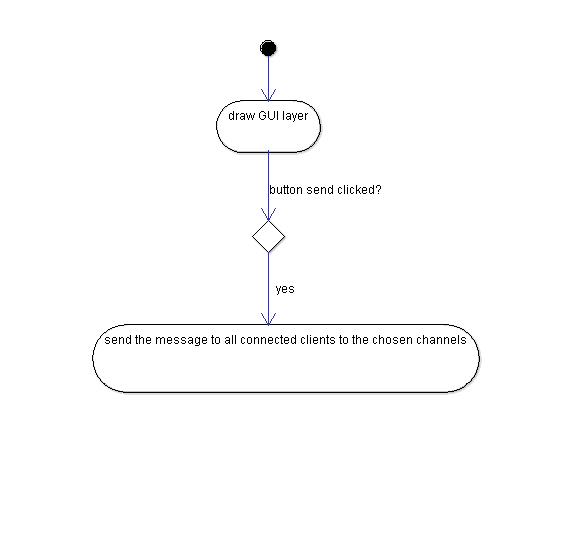 draw GUI layer
button send clicked?
yes
send the message to all connected clients to the chosen channels